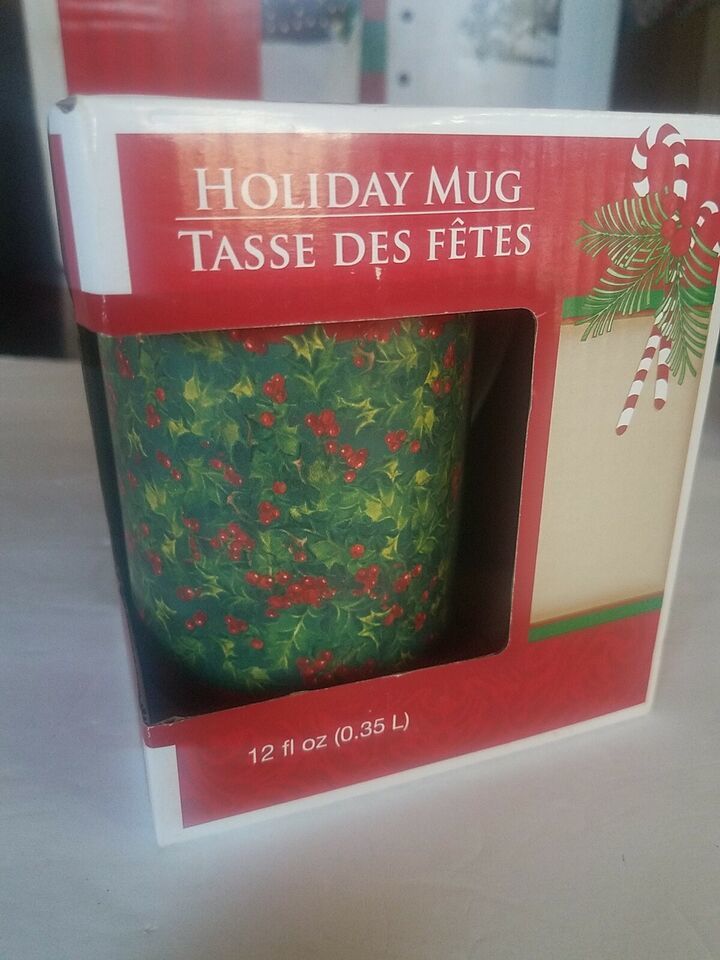 HOLIDAY MUG
TASSE DES FÊTES
12 fl oz (0.35 L)